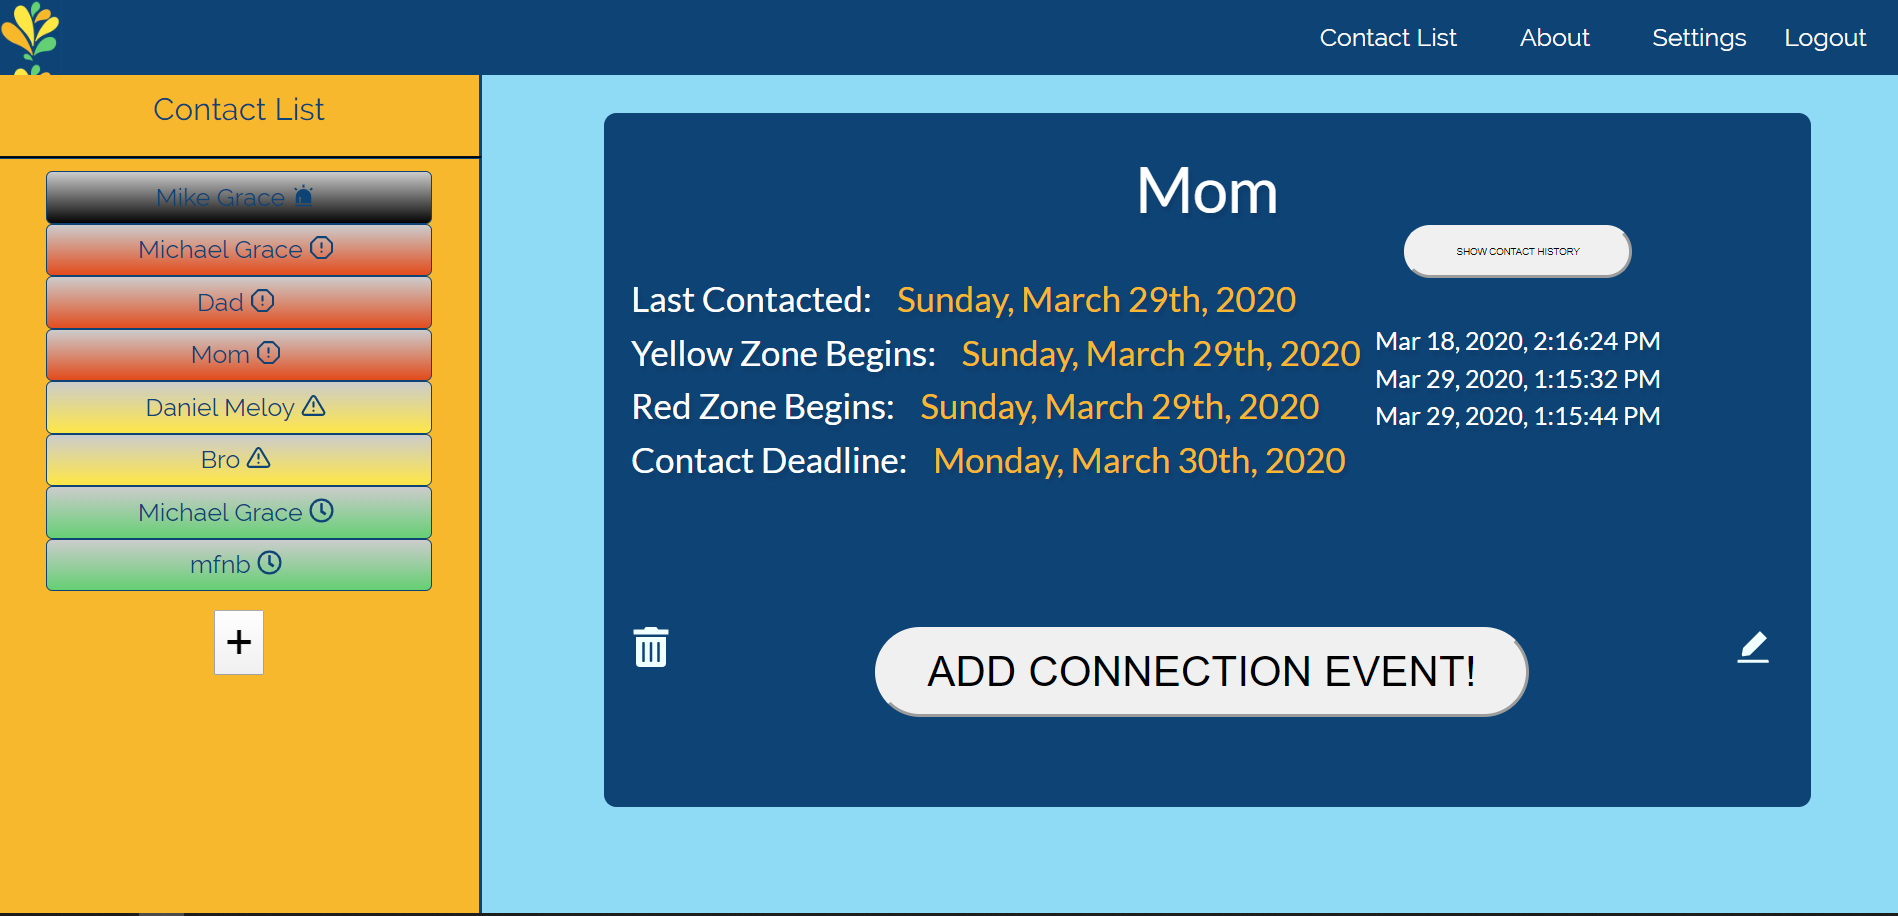 Contact List About Settings Logout
Contact List
Mike Grace
Michael Grace
Dad
Mom
Daniel Meloy
Bro
Michael Grace
mfnb
+
Mom
SHOW CONTACT HISTORY
Last Contacted: Sunday, March 29th, 2020
Yellow Zone Begins: Sunday, March 29th, 2020
Red Zone Begins: Sunday, March 29th, 2020
Contact Deadline: Monday, March 30th, 2020
Mar 18, 2020, 2:16:24 PM
Mar 29, 2020, 1:15:32 PM
Mar 29, 2020, 1:15:44 PM
ADD CONNECTION EVENT!